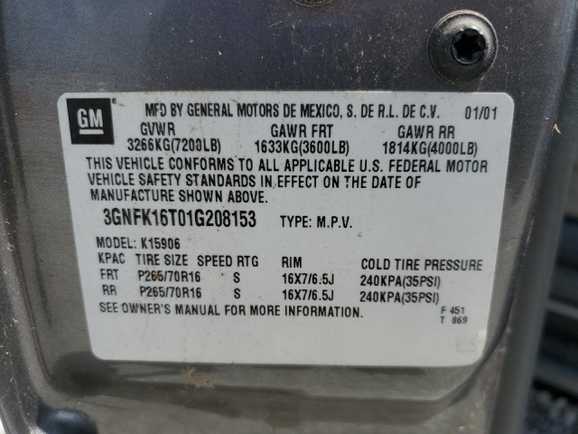 GM
MFD BY GENERAL MOTORS DE MEXICO, S. DE R.L. DE C.V. 01/01
GVWR GAWR FRT GAWR RR
3266KG(7200LB) 1633KG(3600LB) 1814KG(4000LB)
THIS VEHICLE CONFORMS TO ALL APPLICABLE U.S. FEDERAL MOTOR
VEHICLE SAFETY STANDARDS IN EFFECT ON THE DATE OF
MANUFACTURE SHOWN ABOVE.
3GNFK16T01G208153 TYPE: M.P.V.
MODEL: K15906
KPAC TIRE SIZE SPEED RTG RIM COLD TIRE PRESSURE
FRT P265/70R16 S 16X7/6.5J 240KPA(35PSI)
RR P265/70R16 S 16X7/6.5J 240KPA(35PSI)
SEE OWNER'S MANUAL FOR MORE INFORMATION. F 451
T 869